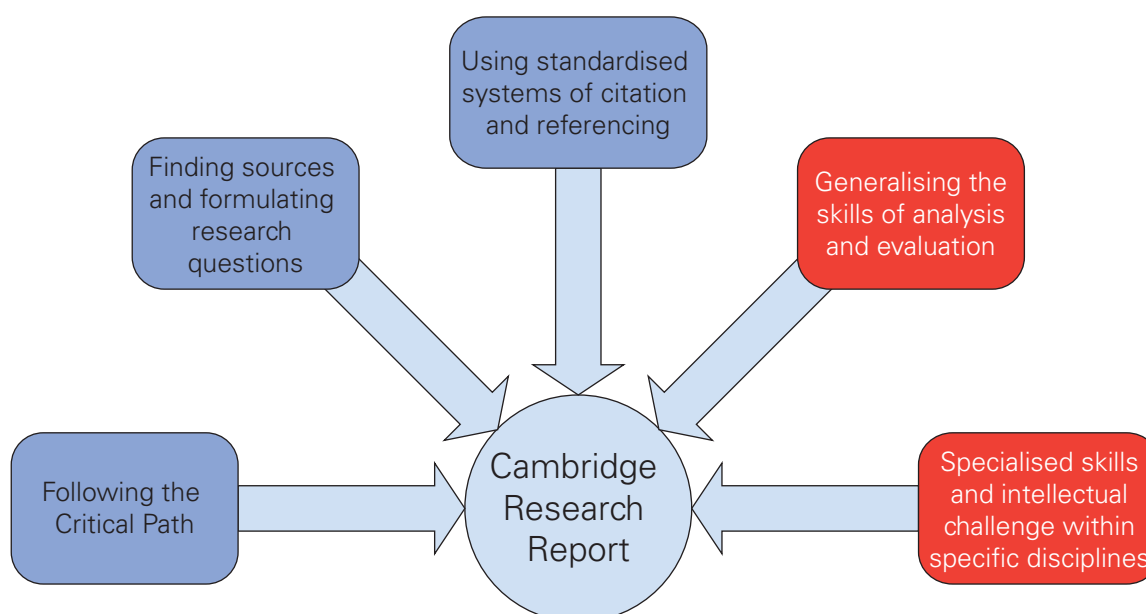 Using standardised
systems of citation
and referencing
Finding sources
and formulating
research
questions
Generalising the
skills of analysis
and evaluation
Following the
Critical Path
Cambridge
Research
Report
Specialised skills
and intellectual
challenge within
specific disciplines